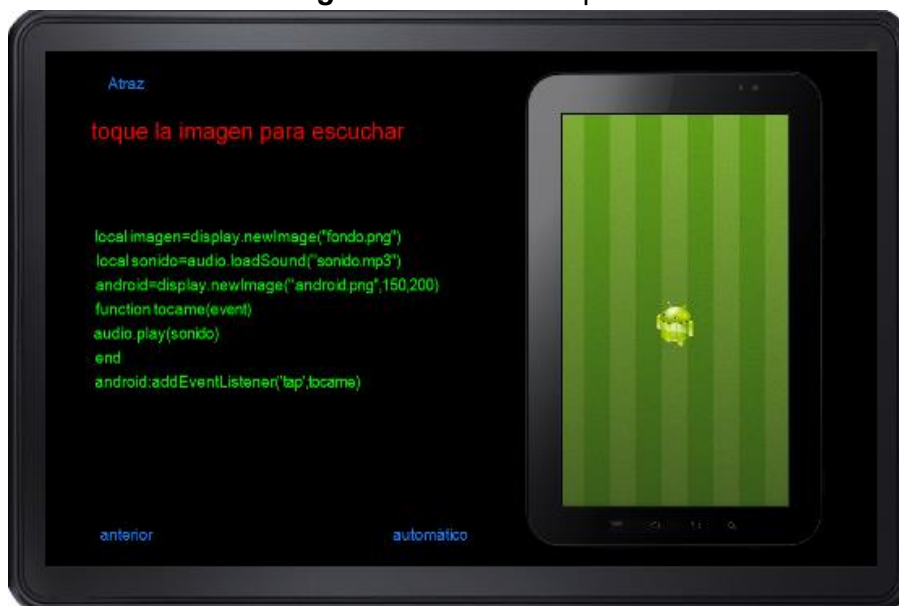 Atraz
toque la imagen para escuchar
local imagen=display.newImage("fondo.png")
local sonido=audio.loadSound("sonido.mp3")
android=display.newImage("android.png",150,200)
function tocame(event)
audio.play(sonido)
end
android:addEventListener('tap',tocame)
anterior
automático